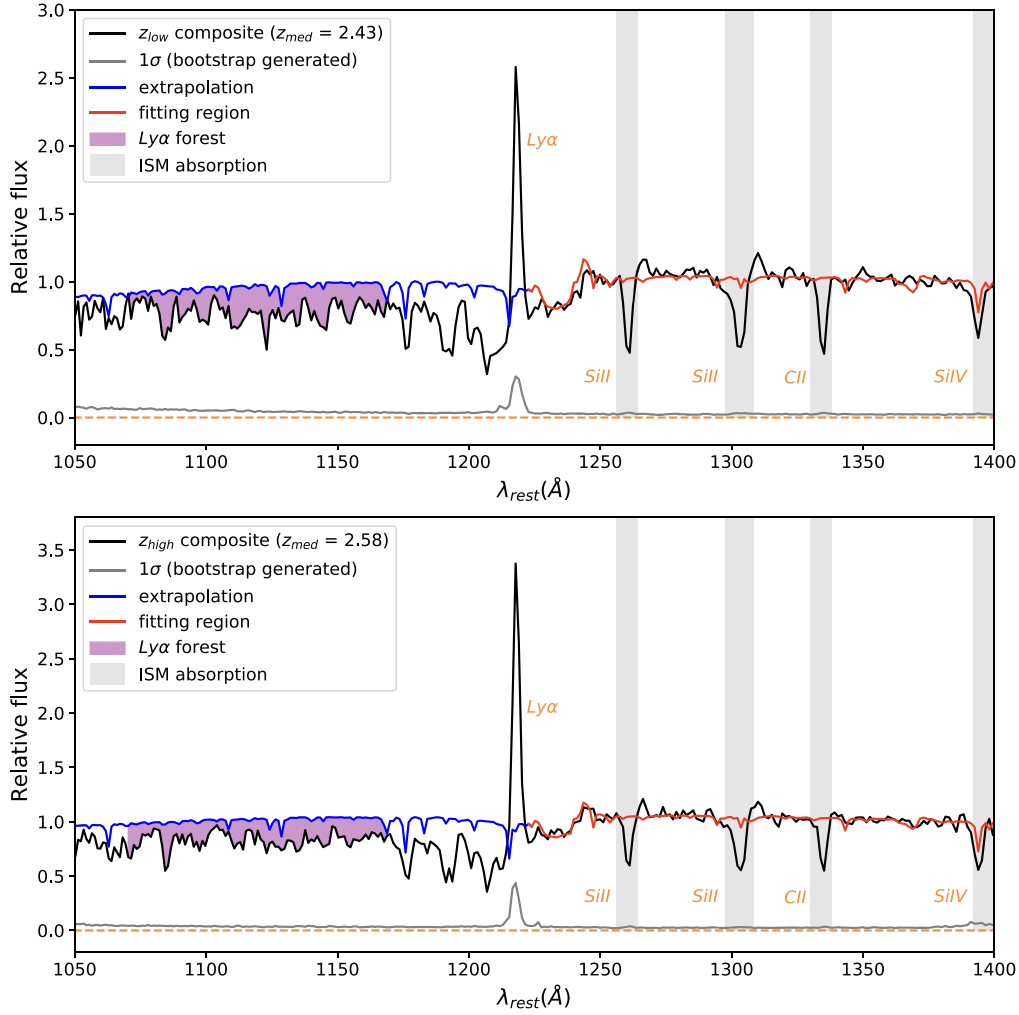 3.0
2.5
2.0
1.5
1.0
0.5
0.0
Relative flux
z_low composite (z_med = 2.43)
1σ (bootstrap generated)
extrapolation
fitting region
Lyα forest
ISM absorption
Lyα
SiII
SiII
CII
SiIV
1050
1100
1150
1200
1250
1300
1350
1400
λ_rest(Å)
3.5
3.0
2.5
2.0
1.5
1.0
0.5
0.0
Relative flux
z_high composite (z_med = 2.58)
1σ (bootstrap generated)
extrapolation
fitting region
Lyα forest
ISM absorption
Lyα
SiII
SiII
CII
SiIV
1050
1100
1150
1200
1250
1300
1350
1400
λ_rest(Å)